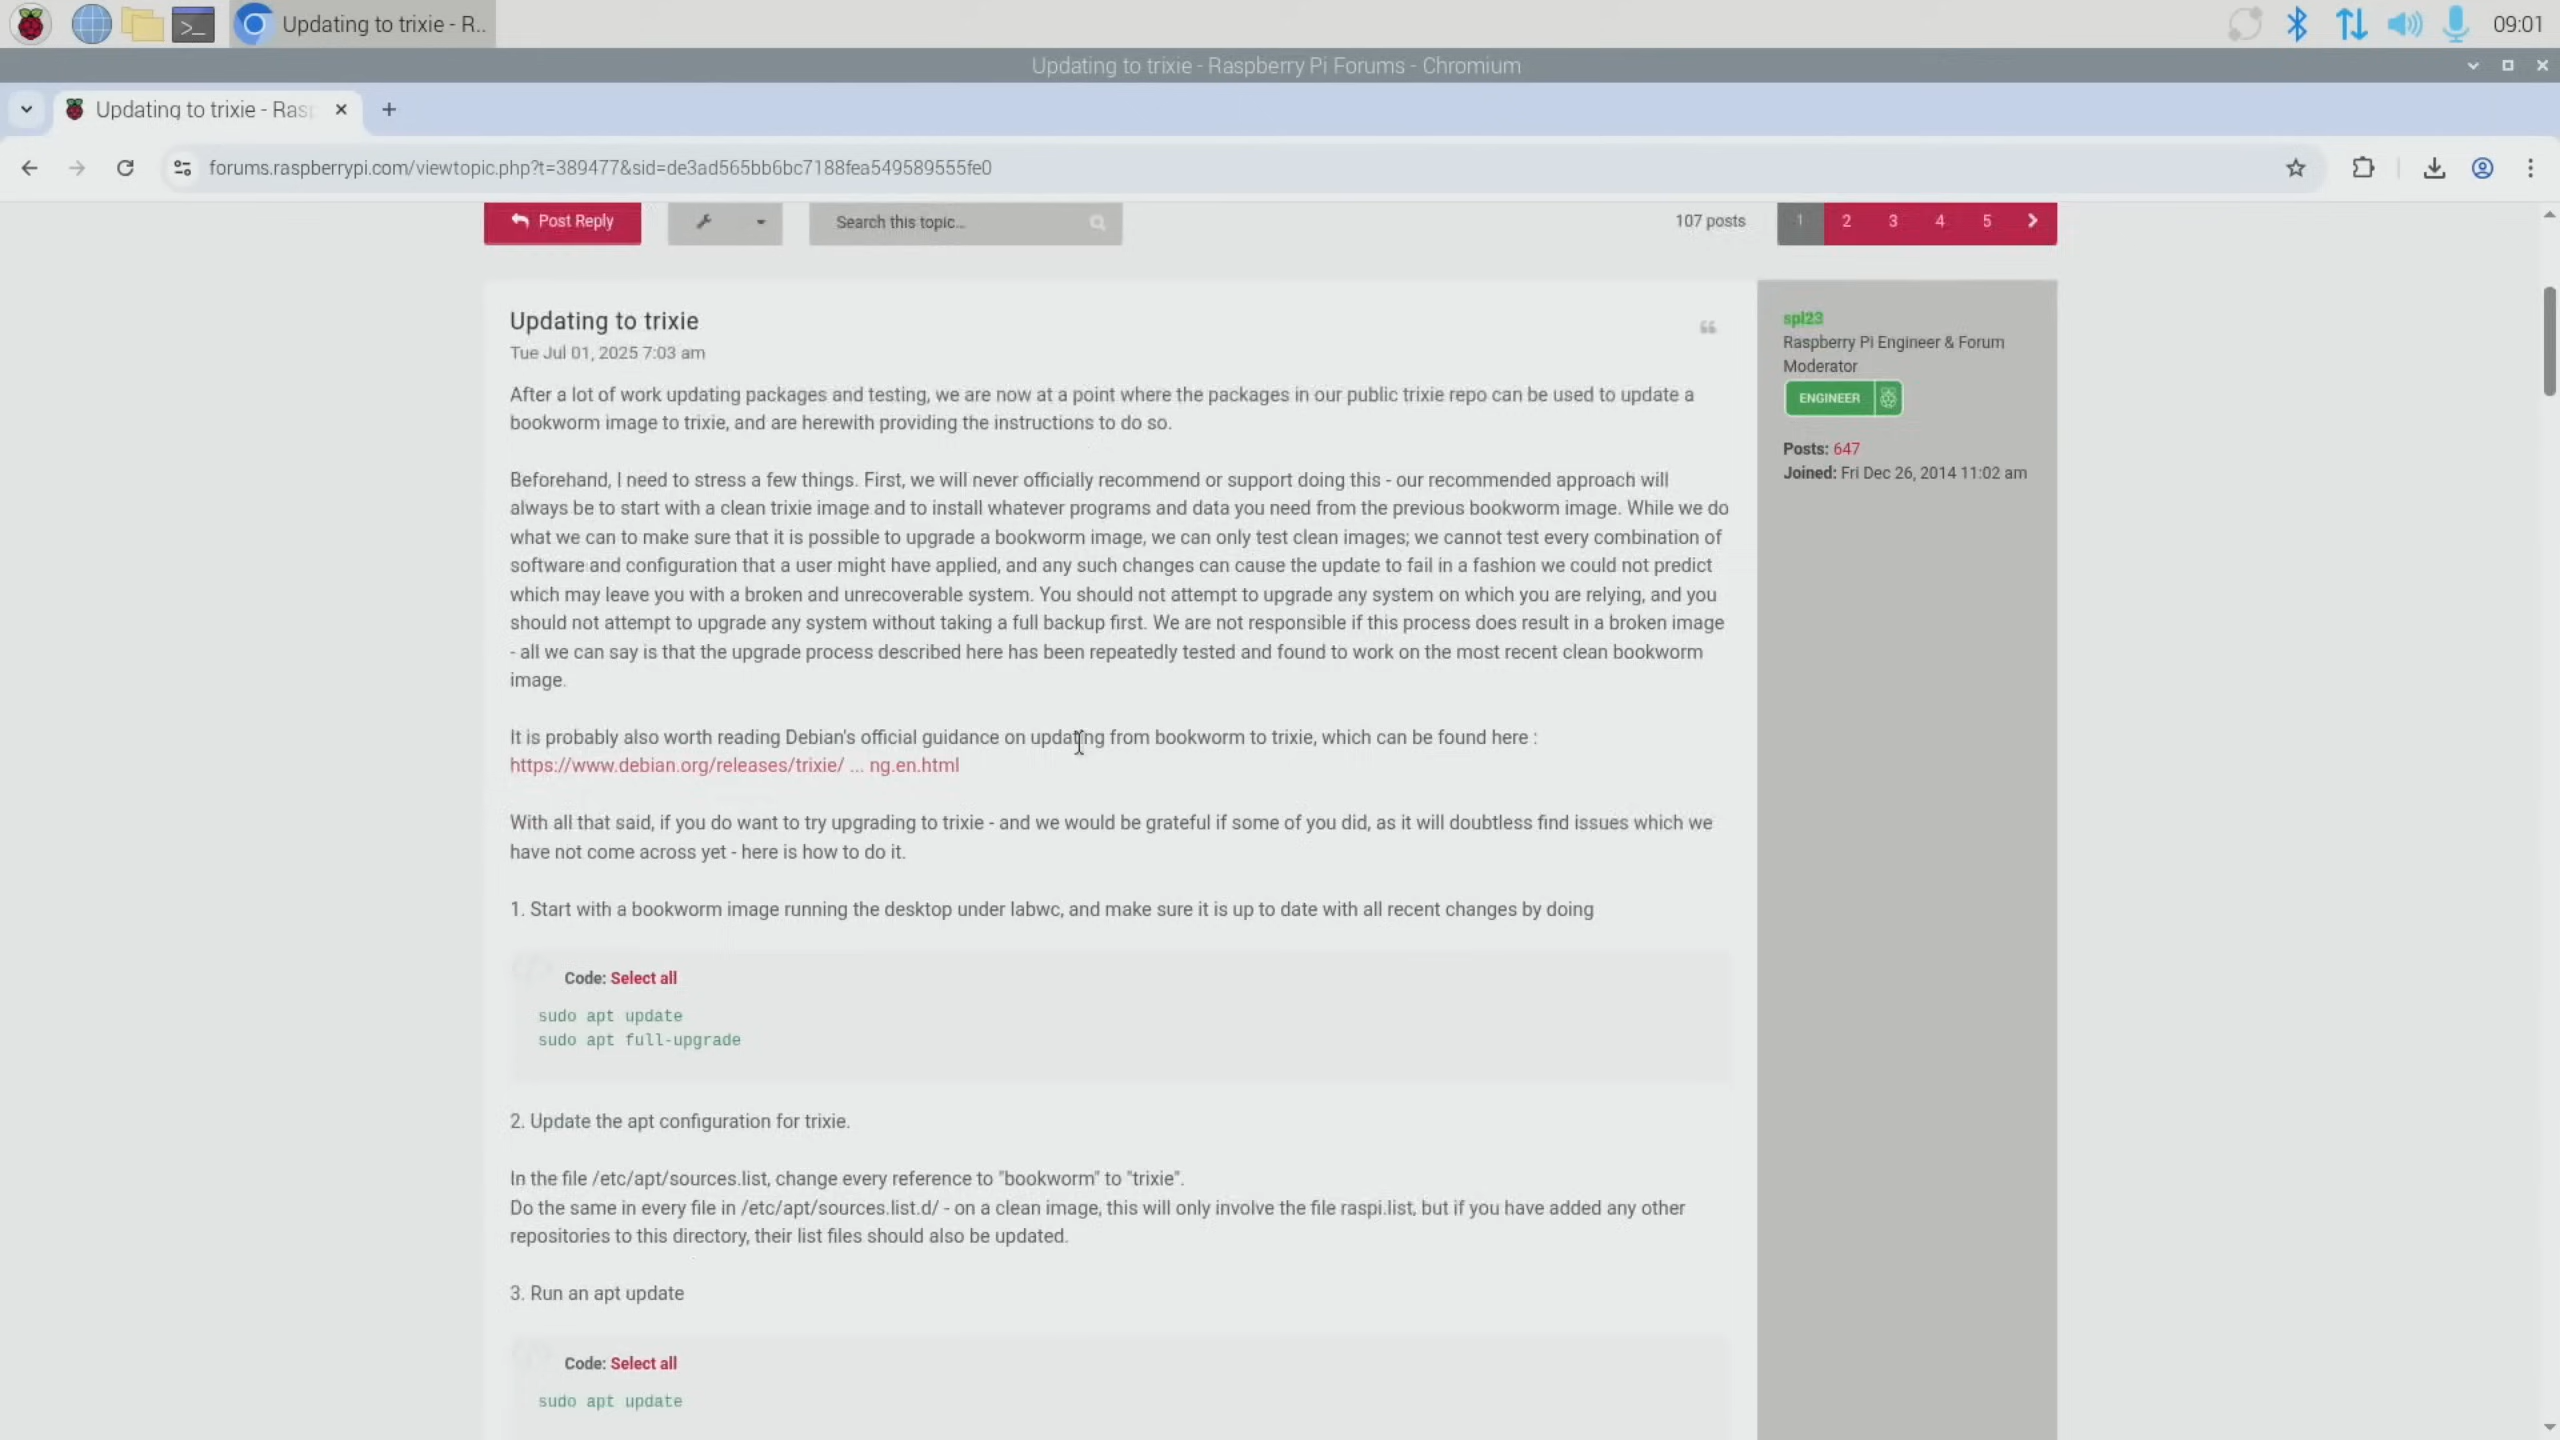 Updating to trixie - R..
09:01
Updating to trixie - Raspberry Pi Forums - Chromium
Updating to trixie - Ras
forums.raspberrypi.com/viewtopic.php?t=389477&sid=de3ad565bb6bc7188fea549589555fe0
Post Reply
Search this topic...
107 posts
1 2 3 4 5
Updating to trixie
Tue Jul 01, 2025 7:03 am
After a lot of work updating packages and testing, we are now at a point where the packages in our public trixie repo can be used to update a
bookworm image to trixie, and are herewith providing the instructions to do so.
Beforehand, I need to stress a few things. First, we will never officially recommend or support doing this - our recommended approach will
always be to start with a clean trixie image and to install whatever programs and data you need from the previous bookworm image. While we do
what we can to make sure that it is possible to upgrade a bookworm image, we can only test clean images; we cannot test every combination of
software and configuration that a user might have applied, and any such changes can cause the update to fail in a fashion we could not predict
which may leave you with a broken and unrecoverable system. You should not attempt to upgrade any system on which you are relying, and you
should not attempt to upgrade any system without taking a full backup first. We are not responsible if this process does result in a broken image
- all we can say is that the upgrade process described here has been repeatedly tested and found to work on the most recent clean bookworm
image.
It is probably also worth reading Debian's official guidance on updating from bookworm to trixie, which can be found here :
https://www.debian.org/releases/trixie/ ... ng.en.html
With all that said, if you do want to try upgrading to trixie - and we would be grateful if some of you did, as it will doubtless find issues which we
have not come across yet - here is how to do it.
1. Start with a bookworm image running the desktop under labwc, and make sure it is up to date with all recent changes by doing
Code: Select all
sudo apt update
sudo apt full-upgrade
2. Update the apt configuration for trixie.
In the file /etc/apt/sources.list, change every reference to "bookworm" to "trixie".
Do the same in every file in /etc/apt/sources.list.d/ - on a clean image, this will only involve the file raspi.list, but if you have added any other
repositories to this directory, their list files should also be updated.
3. Run an apt update
Code: Select all
sudo apt update
spl23
Raspberry Pi Engineer & Forum
Moderator
ENGINEER
Posts: 647
Joined: Fri Dec 26, 2014 11:02 am